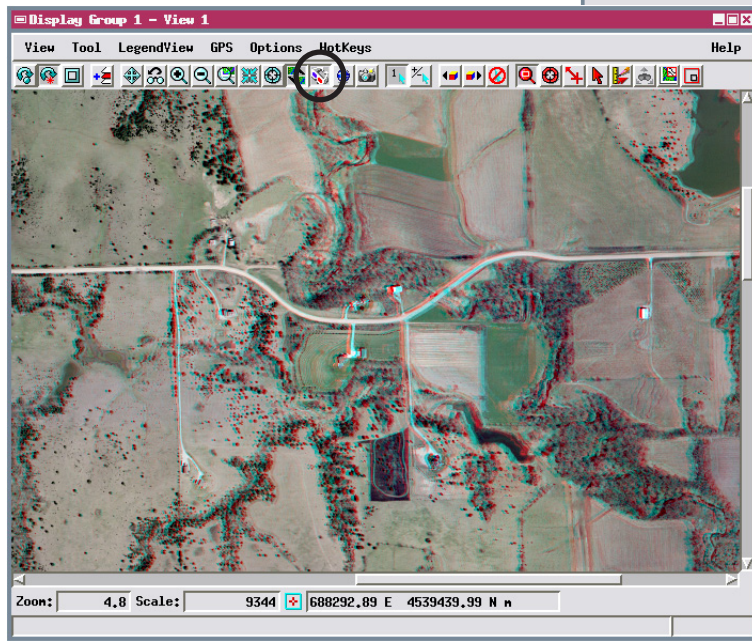 Display Group 1 - View 1
View Tool LegendView GPS Options HotKeys Help
1
Zoom: 4.8 Scale: 9344 688292.89 E 4539439.99 N m